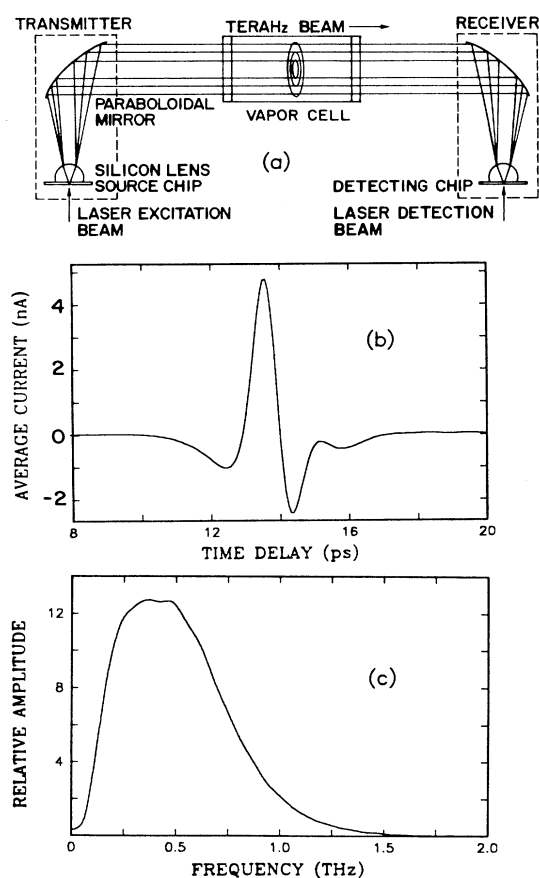 TRANSMITTER
TERAHz BEAM
RECEIVER
PARABOLOIDAL
MIRROR
VAPOR CELL
(a)
SILICON LENS
SOURCE CHIP
DETECTING CHIP
LASER EXCITATION
BEAM
LASER DETECTION
BEAM
AVERAGE CURRENT (nA)
4
2
0
-2
(b)
8
12
16
20
TIME DELAY (ps)
RELATIVE AMPLITUDE
12
8
4
(c)
0
0.5
1.0
1.5
2.0
FREQUENCY (THz)